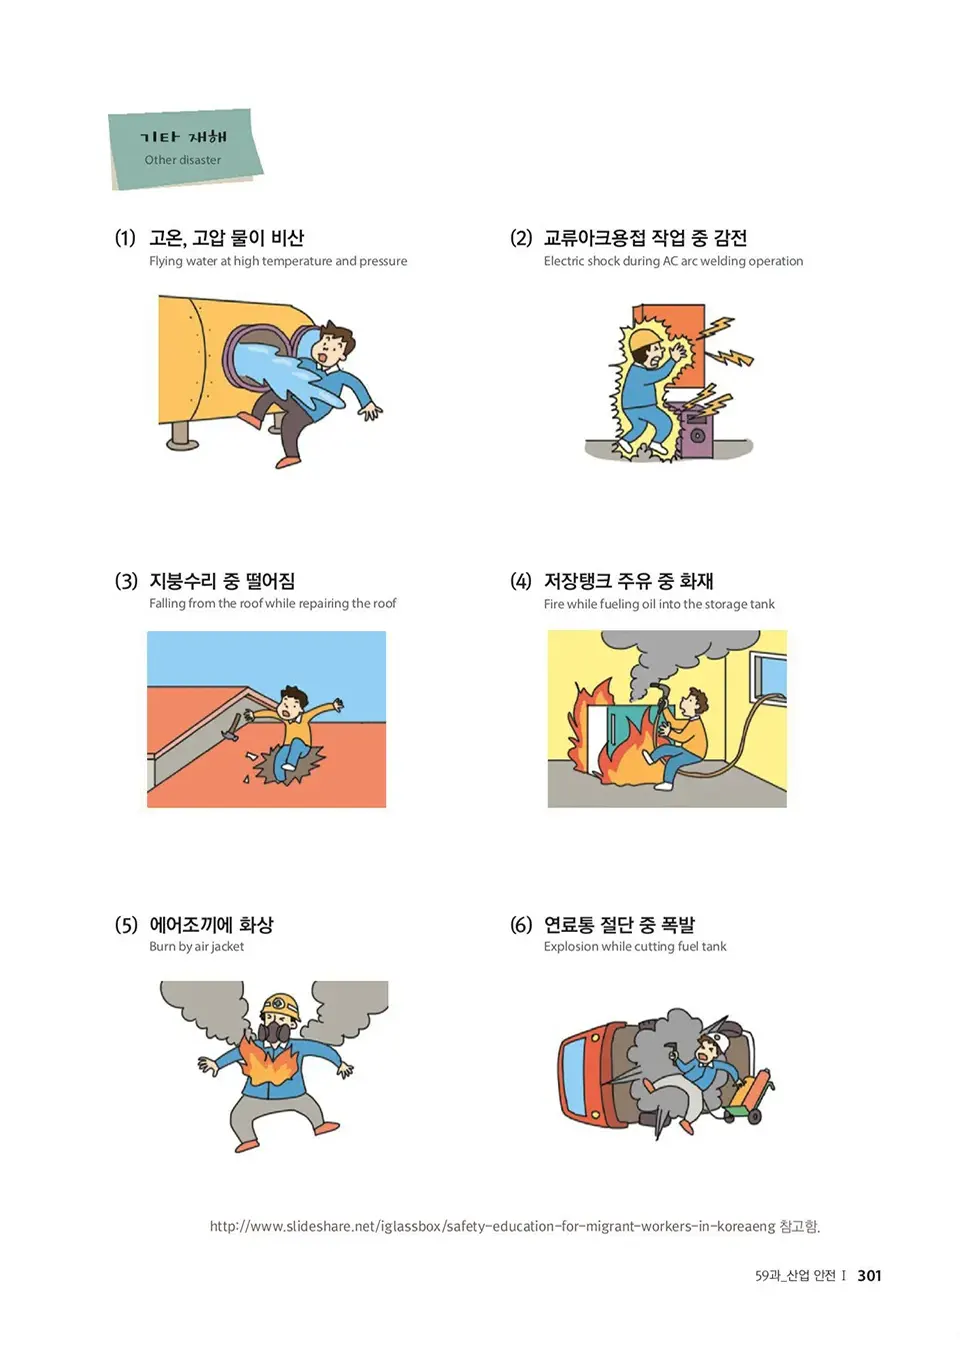 기타 재해
Other disaster
(1) 고온, 고압 물이 비산
Flying water at high temperature and pressure
(2) 교류아크용접 작업 중 감전
Electric shock during AC arc welding operation
(3) 지붕수리 중 떨어짐
Falling from the roof while repairing the roof
(4) 저장탱크 주유 중 화재
Fire while fueling oil into the storage tank
(5) 에어조끼에 화상
Burn by air jacket
(6) 연료통 절단 중 폭발
Explosion while cutting fuel tank
http://www.slideshare.net/iglassbox/safety-education-for-migrant-workers-in-koreaeng 참고함.
59과_산업 안전 Ⅰ 301